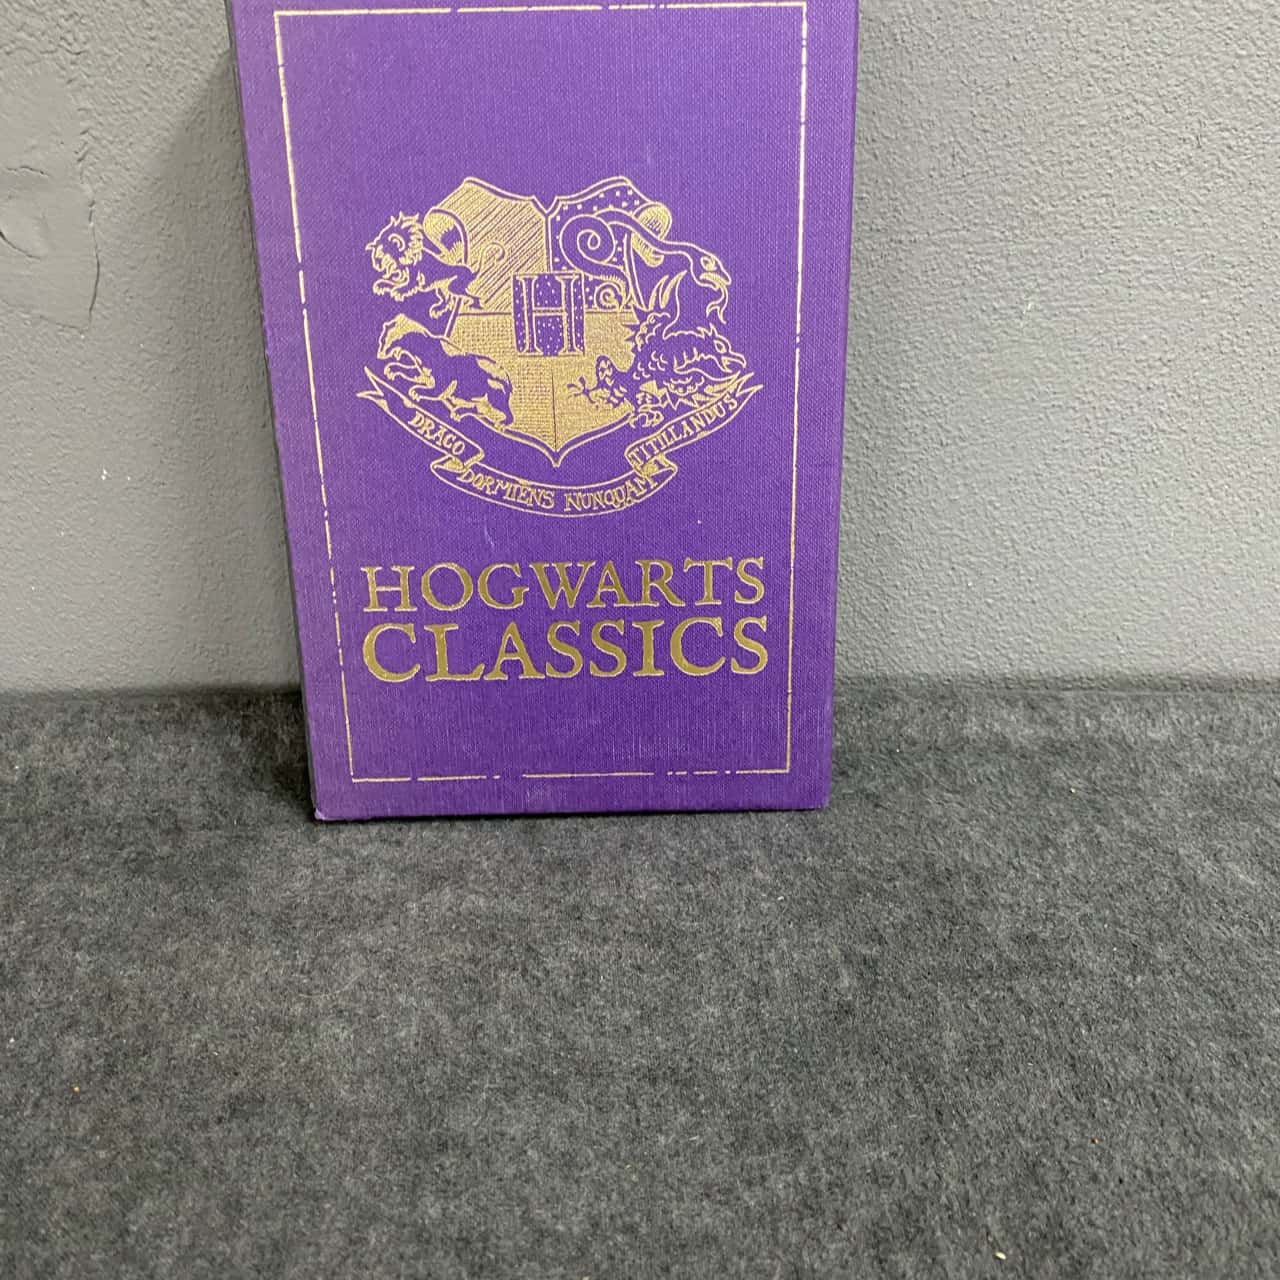 H
DRACO
DORMIENS NUNQUAM
TITILLANDUS
HOGWARTS
CLASSICS